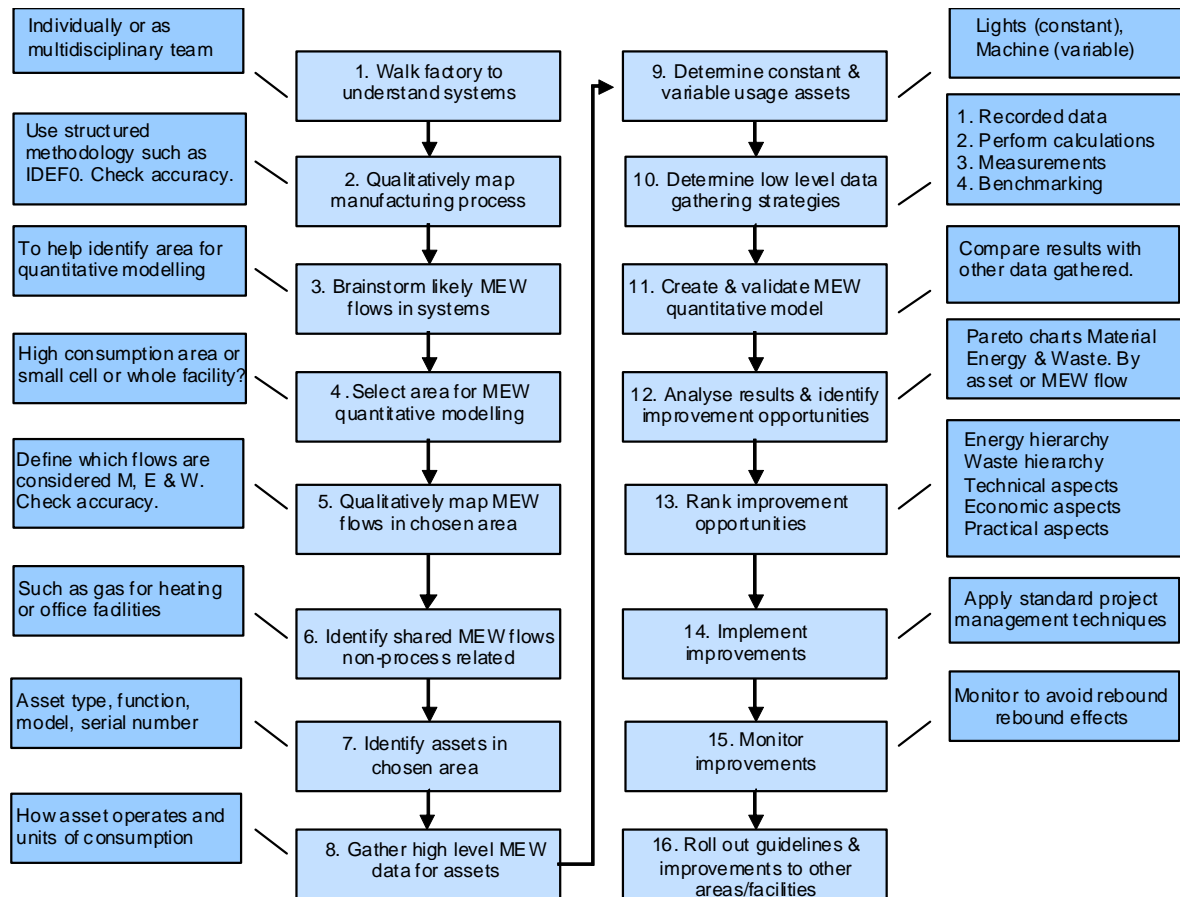 Individually or as
multidisciplinary team
1. Walk factory to
understand systems
Use structured
methodology such as
IDEF0. Check accuracy.
2. Qualitatively map
manufacturing process
To help identify area for
quantitative modelling
3. Brainstorm likely MEW
flows in systems
High consumption area or
small cell or whole facility?
4 .Select area for MEW
quantitative modelling
Define which flows are
considered M, E & W.
Check accuracy.
5. Qualitatively map MEW
flows in chosen area
Such as gas for heating
or office facilities
6. Identify shared MEW flows
non-process related
Asset type, function,
model, serial number
7. Identify assets in
chosen area
How asset operates and
units of consumption
8. Gather high level MEW
data for assets
Lights (constant),
Machine (variable)
9. Determine constant &
variable usage assets
1. Recorded data
2. Perform calculations
3. Measurements
4. Benchmarking
10. Determine low level data
gathering strategies
Compare results with
other data gathered.
11. Create & validate MEW
quantitative model
Pareto charts Material
Energy & Waste. By
asset or MEW flow
12. Analyse results & identify
improvement opportunities
Energy hierarchy
Waste hierarchy
Technical aspects
Economic aspects
Practical aspects
13. Rank improvement
opportunities
Apply standard project
management techniques
14. Implement
improvements
Monitor to avoid rebound
rebound effects
15. Monitor
improvements
16. Roll out guidelines &
improvements to other
areas/facilities